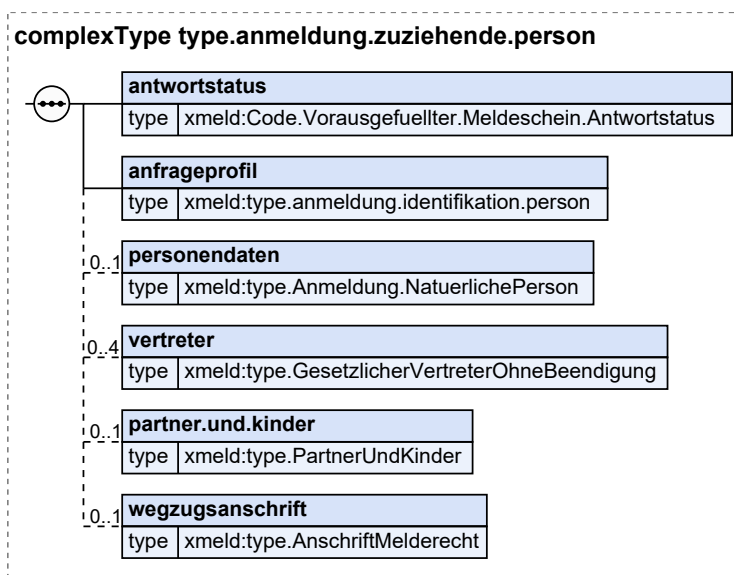 complexType type.anmeldung.zuziehende.person
antwortstatus
type xmeld:Code.Vorausgefuellter.Meldeschein.Antwortstatus
anfrageprofil
type xmeld:type.anmeldung.identifikation.person
0..1 personendaten
type xmeld:type.Anmeldung.NatuerlichePerson
0..4 vertreter
type xmeld:type.GesetzlicherVertreterOhneBeendigung
0..1 partner.und.kinder
type xmeld:type.PartnerUndKinder
0..1 wegzugsanschrift
type xmeld:type.AnschriftMelderecht